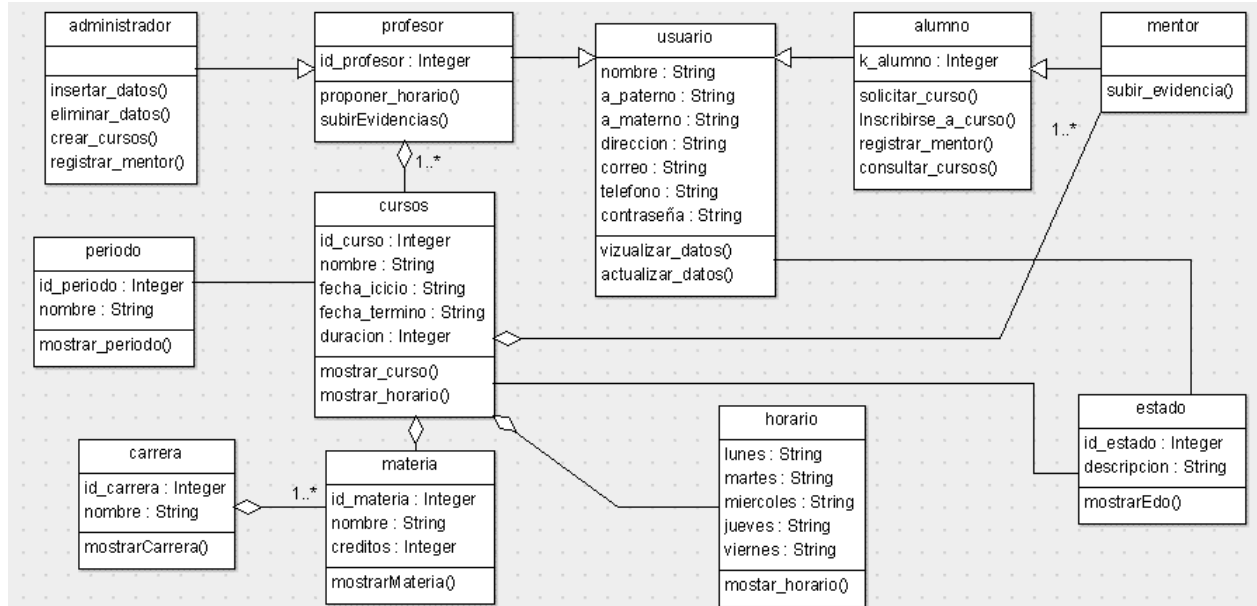 administrador
insertar_datos()
eliminar_datos()
crear_cursos()
registrar_mentor()
profesor
id_profesor : Integer
proponer_horario()
subirEvidencias()
1..*
usuario
nombre : String
a_paterno : String
a_materno : String
direccion : String
correo : String
telefono : String
contraseña : String
vizualizar_datos()
actualizar_datos()
alumno
k_alumno : Integer
solicitar_curso()
Inscribirse_a_curso()
registrar_mentor()
consultar_cursos()
mentor
subir_evidencia()
1..*
periodo
id_periodo : Integer
nombre : String
mostrar_periodo()
cursos
id_curso : Integer
nombre : String
fecha_icicio : String
fecha_termino : String
duracion : Integer
mostrar_curso()
mostrar_horario()
carrera
id_carrera : Integer
nombre : String
mostrarCarrera()
1..*
materia
id_materia : Integer
nombre : String
creditos : Integer
mostrarMateria()
horario
lunes : String
martes : String
miercoles : String
jueves : String
viernes : String
mostar_horario()
estado
id_estado : Integer
descripcion : String
mostrarEdo()